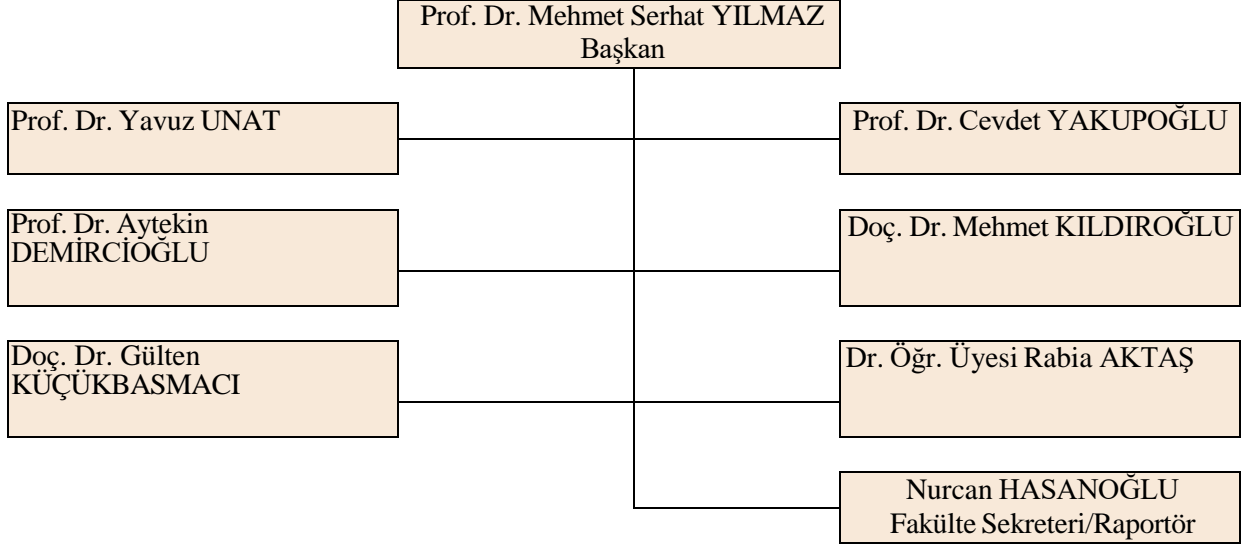 Prof. Dr. Mehmet Serhat YILMAZ
Başkan
Prof. Dr. Yavuz UNAT
Prof. Dr. Cevdet YAKUPOĞLU
Prof. Dr. Aytekin
DEMİRCİOĞLU
Doç. Dr. Mehmet KILDIROĞLU
Doç. Dr. Gülten
KÜÇÜKBASMACI
Dr. Öğr. Üyesi Rabia AKTAŞ
Nurcan HASANOĞLU
Fakülte Sekreteri/Raportör